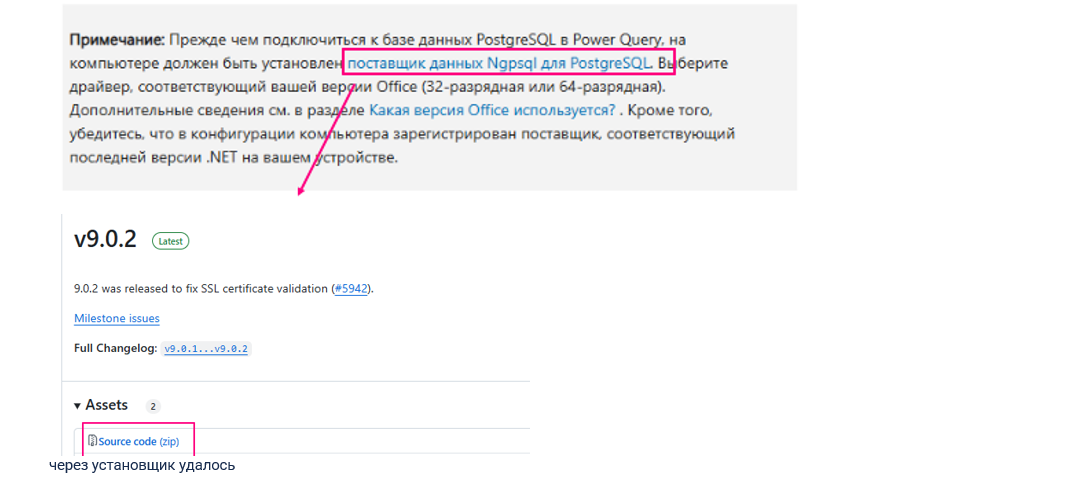 Примечание: Прежде чем подключиться к базе данных PostgreSQL в Power Query, на
компьютере должен быть установлен поставщик данных Ngpsql для PostgreSQL. Выберите
драйвер, соответствующий вашей версии Office (32-разрядная или 64-разрядная).
Дополнительные сведения см. в разделе Какая версия Office используется? . Кроме того,
убедитесь, что в конфигурации компьютера зарегистрирован поставщик, соответствующий
последней версии .NET на вашем устройстве.
v9.0.2 Latest
9.0.2 was released to fix SSL certificate validation (#5942).
Milestone issues
Full Changelog: v9.0.1...v9.0.2
Assets 2
Source code (zip)
через установщик удалось